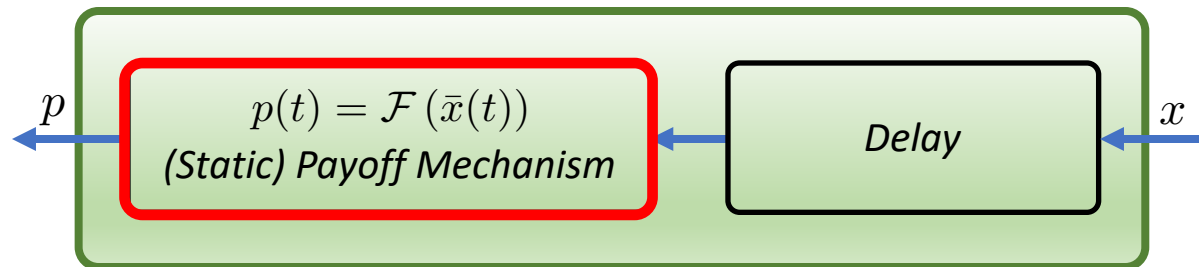 p
p(t) = ℱ (x̄(t))
(Static) Payoff Mechanism
Delay
x